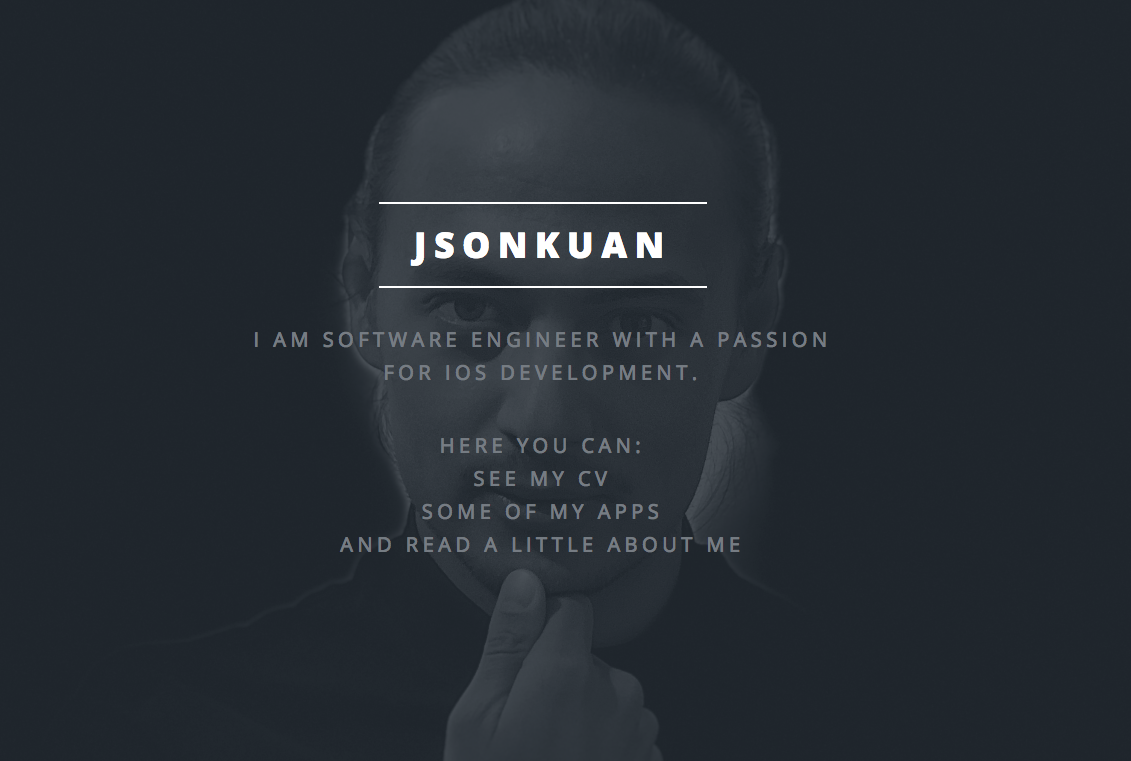 JSONKUAN
I AM SOFTWARE ENGINEER WITH A PASSION
FOR IOS DEVELOPMENT.
HERE YOU CAN:
SEE MY CV
SOME OF MY APPS
AND READ A LITTLE ABOUT ME